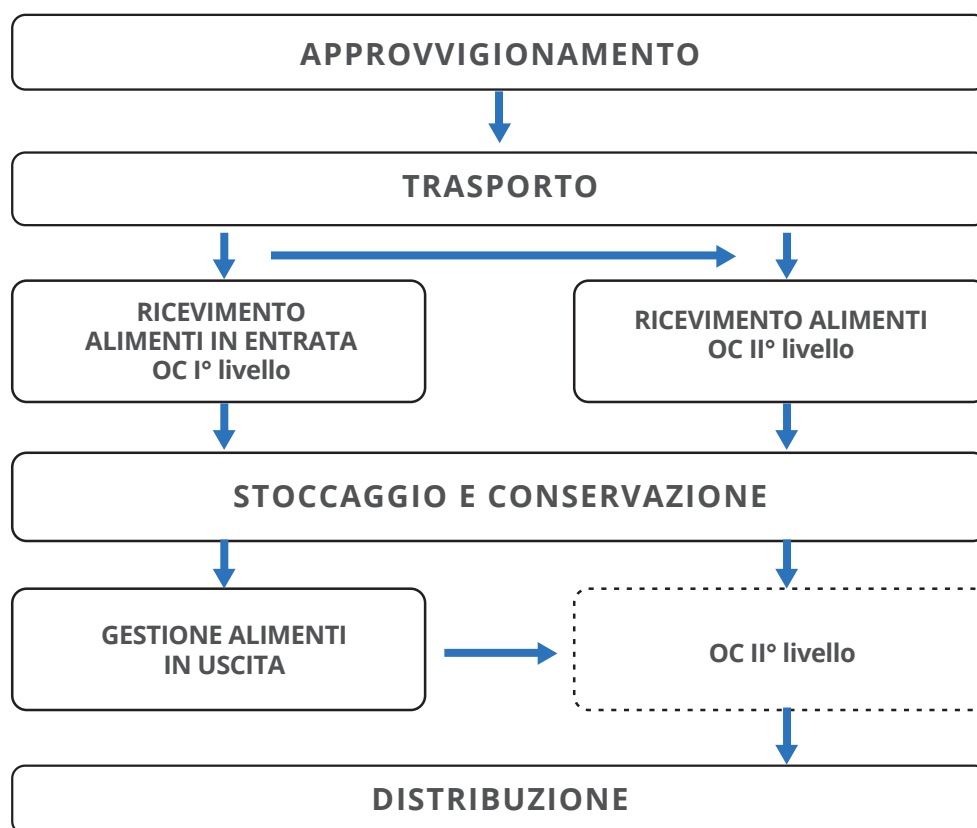 APPROVVIGIONAMENTO
TRASPORTO
RICEVIMENTO
ALIMENTI IN ENTRATA
OC I° livello
RICEVIMENTO ALIMENTI
OC II° livello
STOCCAGGIO E CONSERVAZIONE
GESTIONE ALIMENTI
IN USCITA
OC II° livello
DISTRIBUZIONE